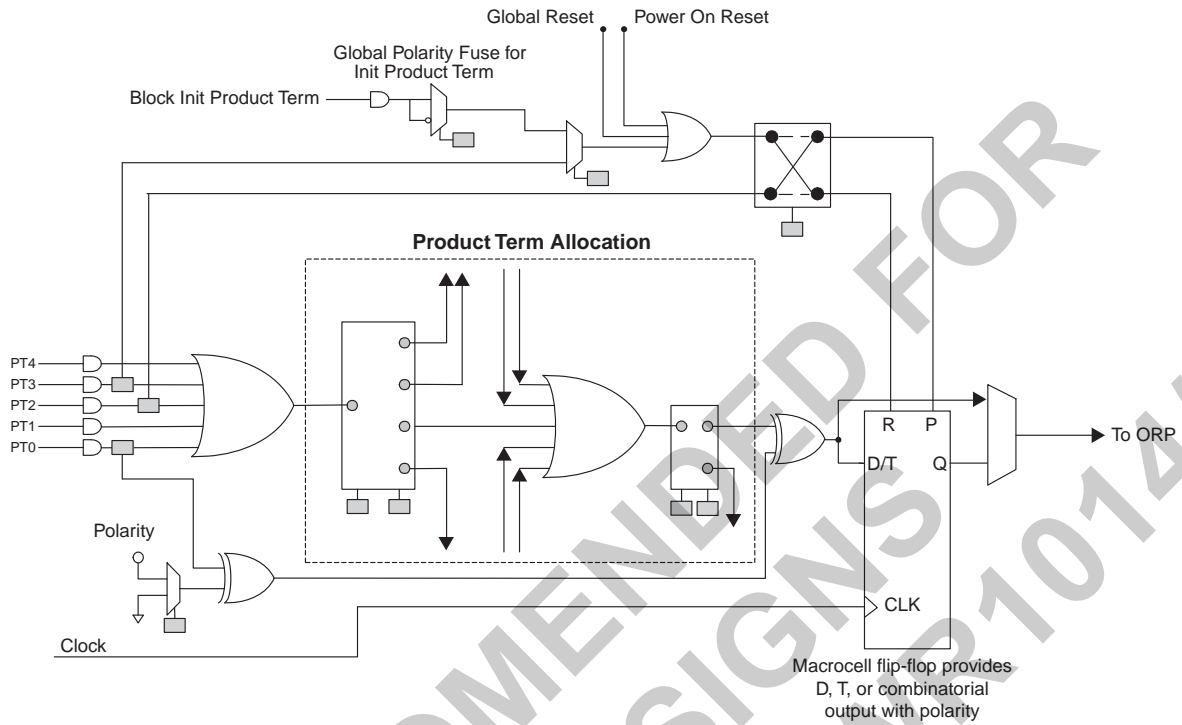 Global Reset
Power On Reset
Global Polarity Fuse for
Init Product Term
Block Init Product Term
Product Term Allocation
PT4
PT3
PT2
PT1
PT0
R
P
D/T
Q
To ORP
Polarity
CLK
Clock
Macrocell flip-flop provides
D, T, or combinatorial
output with polarity